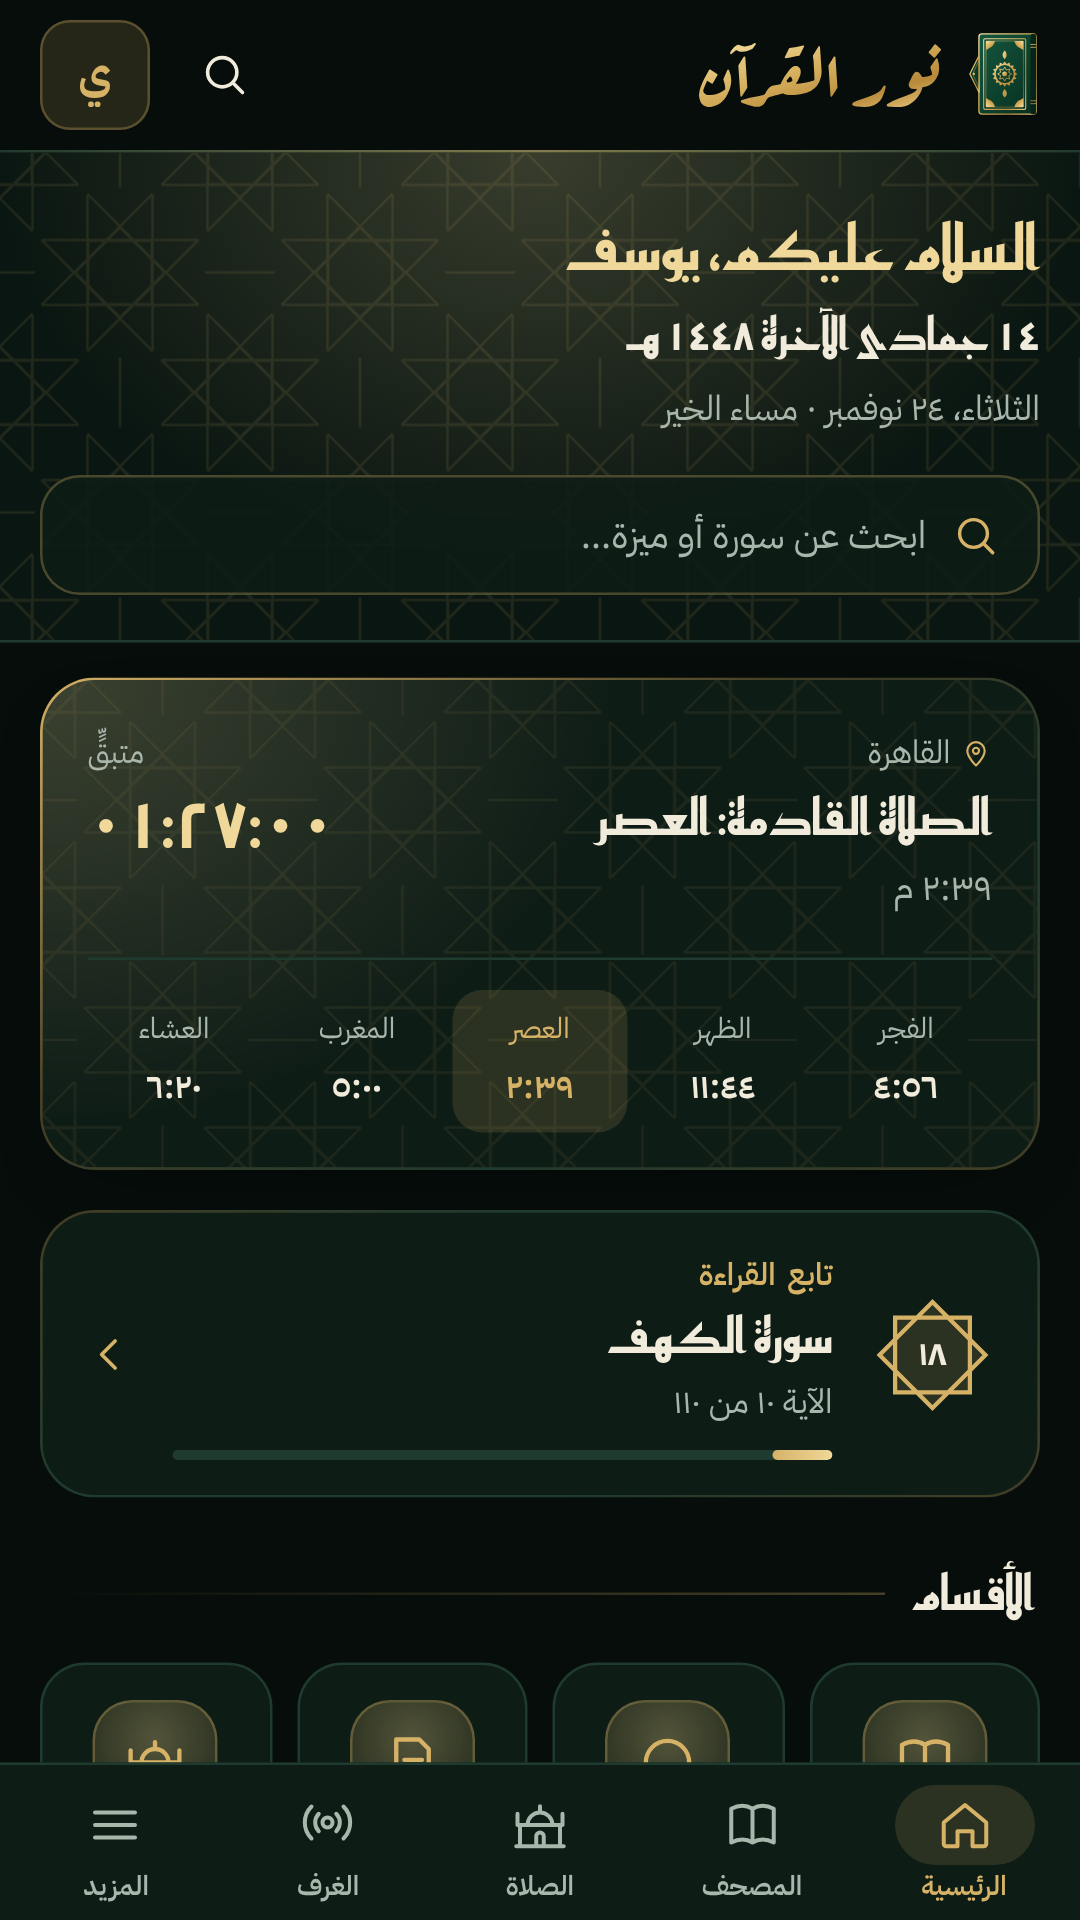 نور القرآن
ي
السلام عليكم، يوسف
١٤ جمادى الآخرة ١٤٤٨ هـ
الثلاثاء، ٢٤ نوفمبر · مساء الخير
ابحث عن سورة أو ميزة...
القاهرة
متبقٍّ
الصلاة القادمة: العصر
٠١:٢٧:٠٠
٢:٣٩ م
الفجر
٤:٥٦
الظهر
١١:٤٤
العصر
٢:٣٩
المغرب
٥:٠٠
العشاء
٦:٢٠
١٨
تابع القراءة
سورة الكهف
الآية ١٠ من ١١٠
الأقسام
الرئيسية
المصحف
الصلاة
الغرف
المزيد